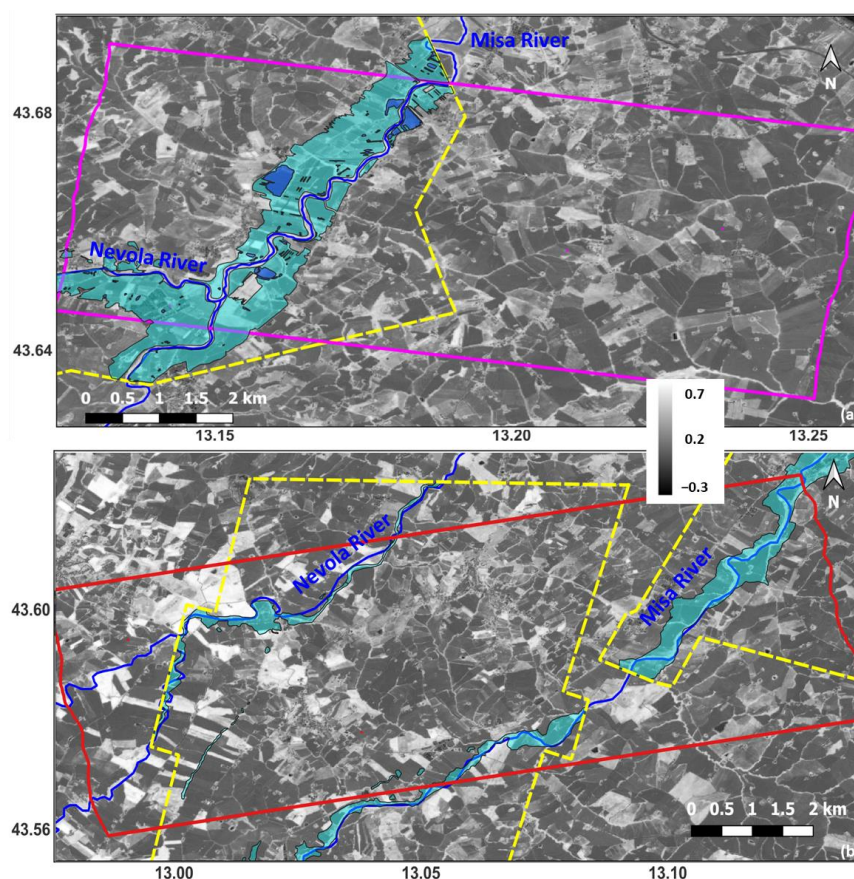 Misa River
N
43.68
Nevola River
43.64
0 0.5 1 1.5 2 km
(a
13.15 13.20 13.25
0.7
0.2
−0.3
N
Nevola River
Misa River
43.60
43.56
0 0.5 1 1.5 2 km
(b
13.00 13.05 13.10